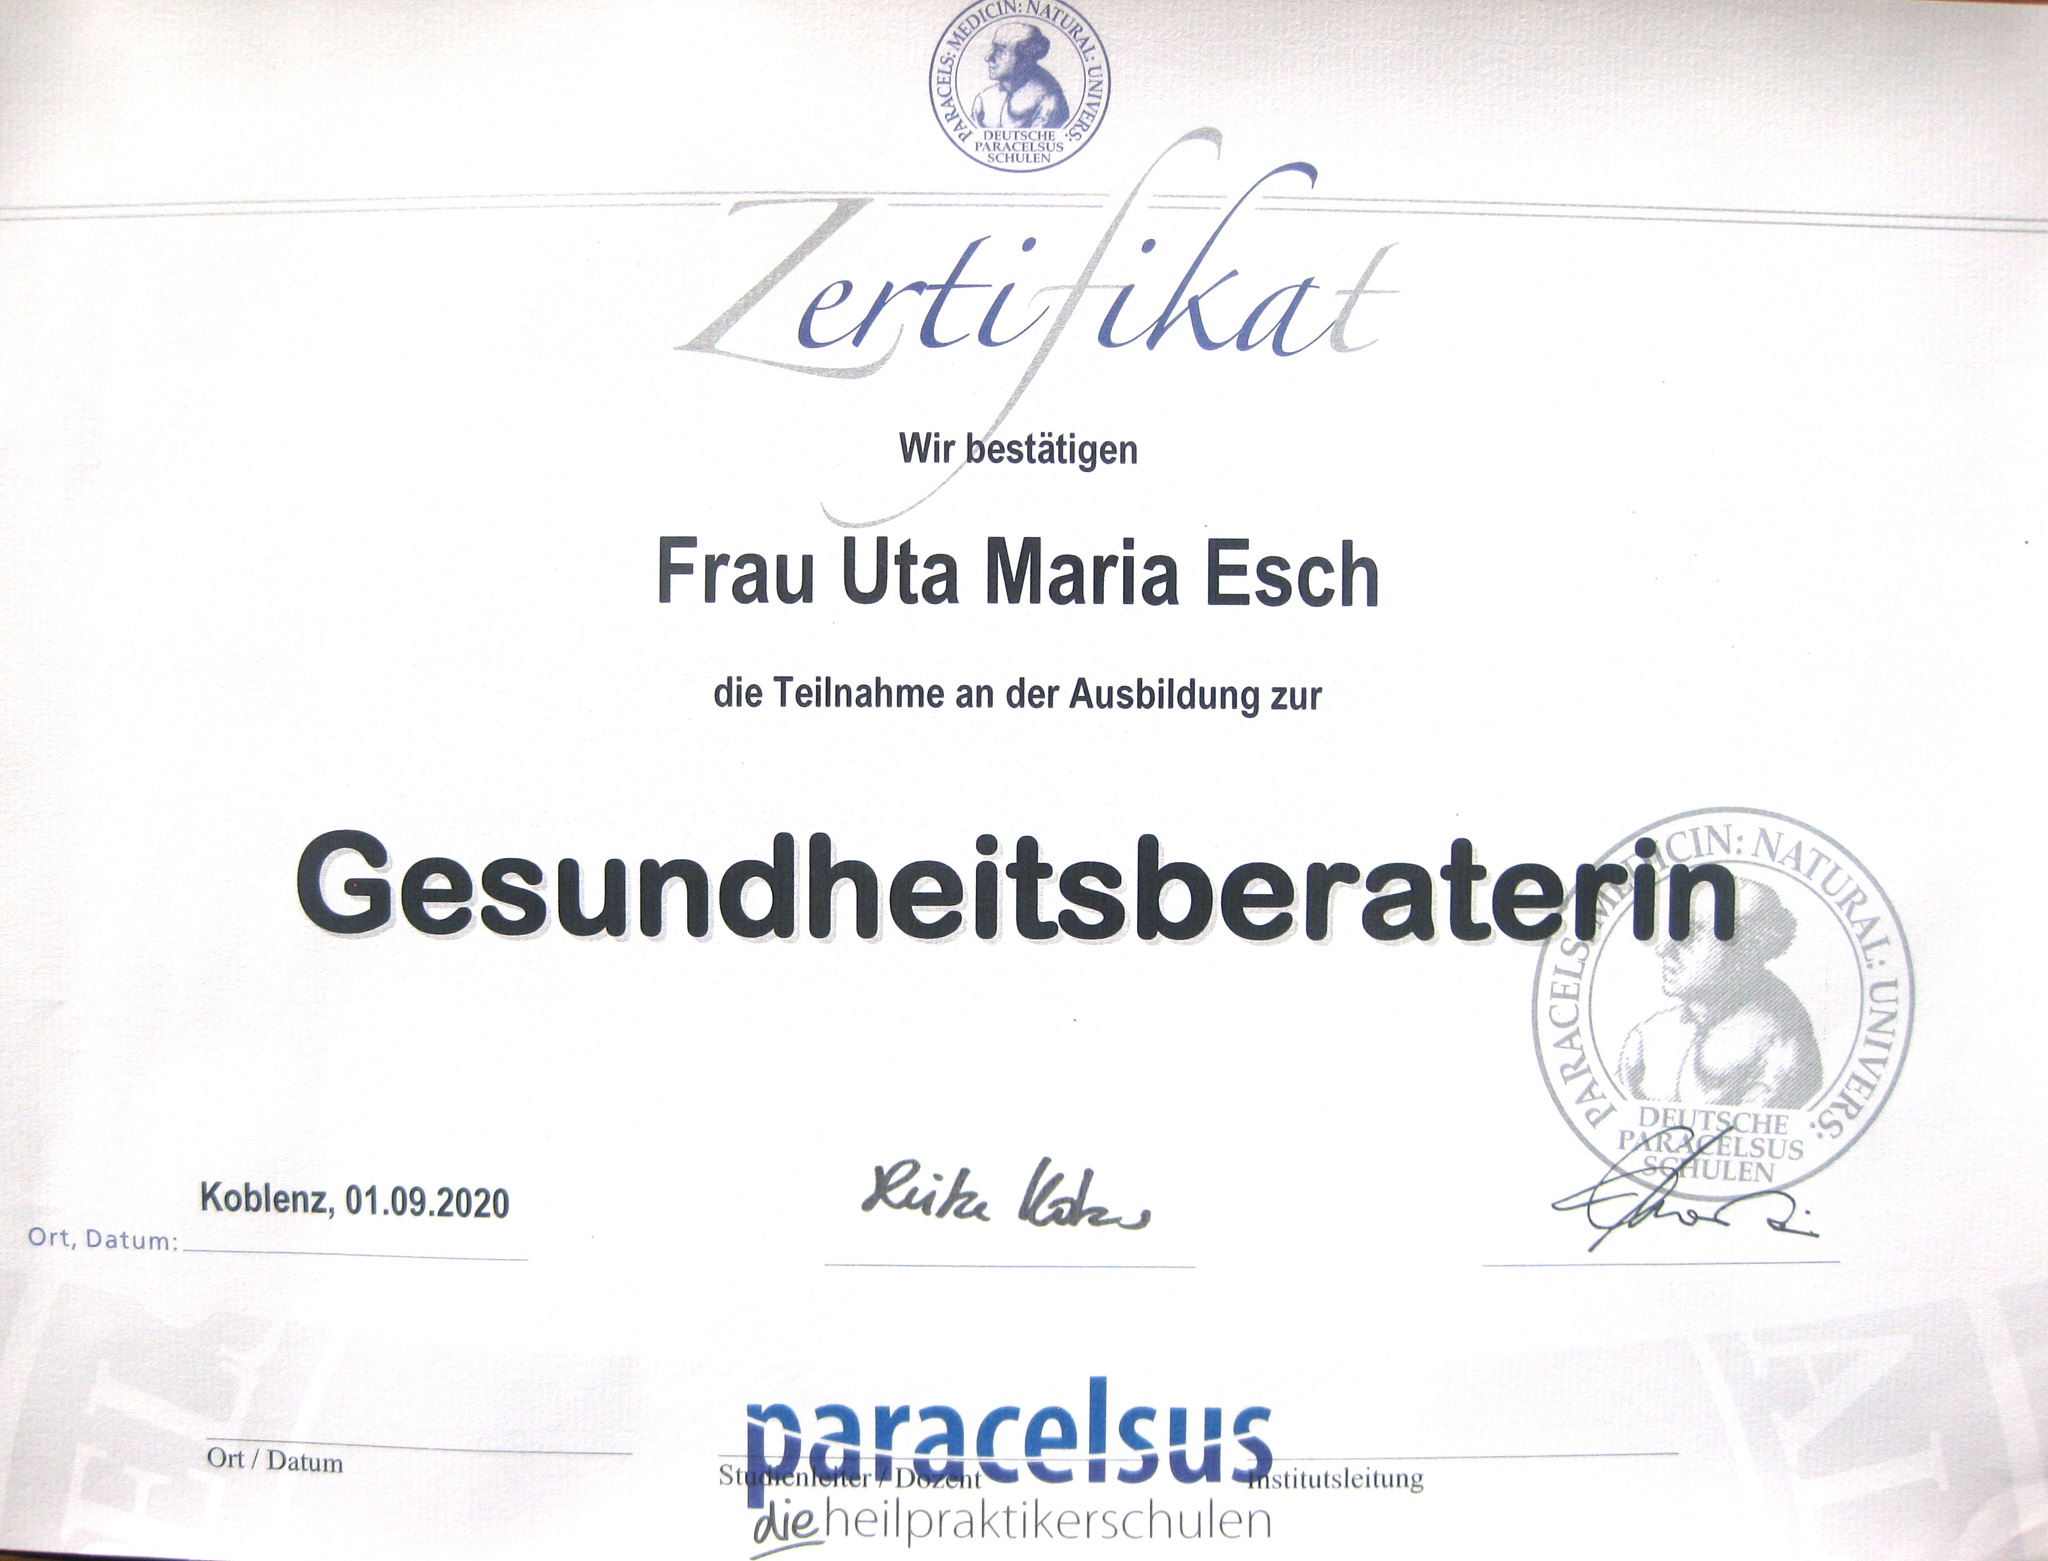 PARACELS: MEDICIN: NATURAL: UNIVERS:
DEUTSCHE
PARACELSUS
SCHULEN
Zertifikat
Wir bestätigen
Frau Uta Maria Esch
die Teilnahme an der Ausbildung zur
Gesundheitsberaterin
PARACELS: MEDICIN: NATURAL: UNIVERS:
DEUTSCHE
PARACELSUS
SCHULEN
Koblenz, 01.09.2020
Ort, Datum:
paracelsus
Ort / Datum
Studienleiter / Dozent
Institutsleitung
die heilpraktikerschulen